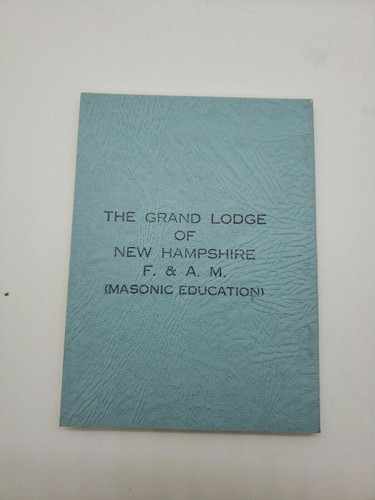 THE GRAND LODGE
OF
NEW HAMPSHIRE
F. & A. M.
(MASONIC EDUCATION)